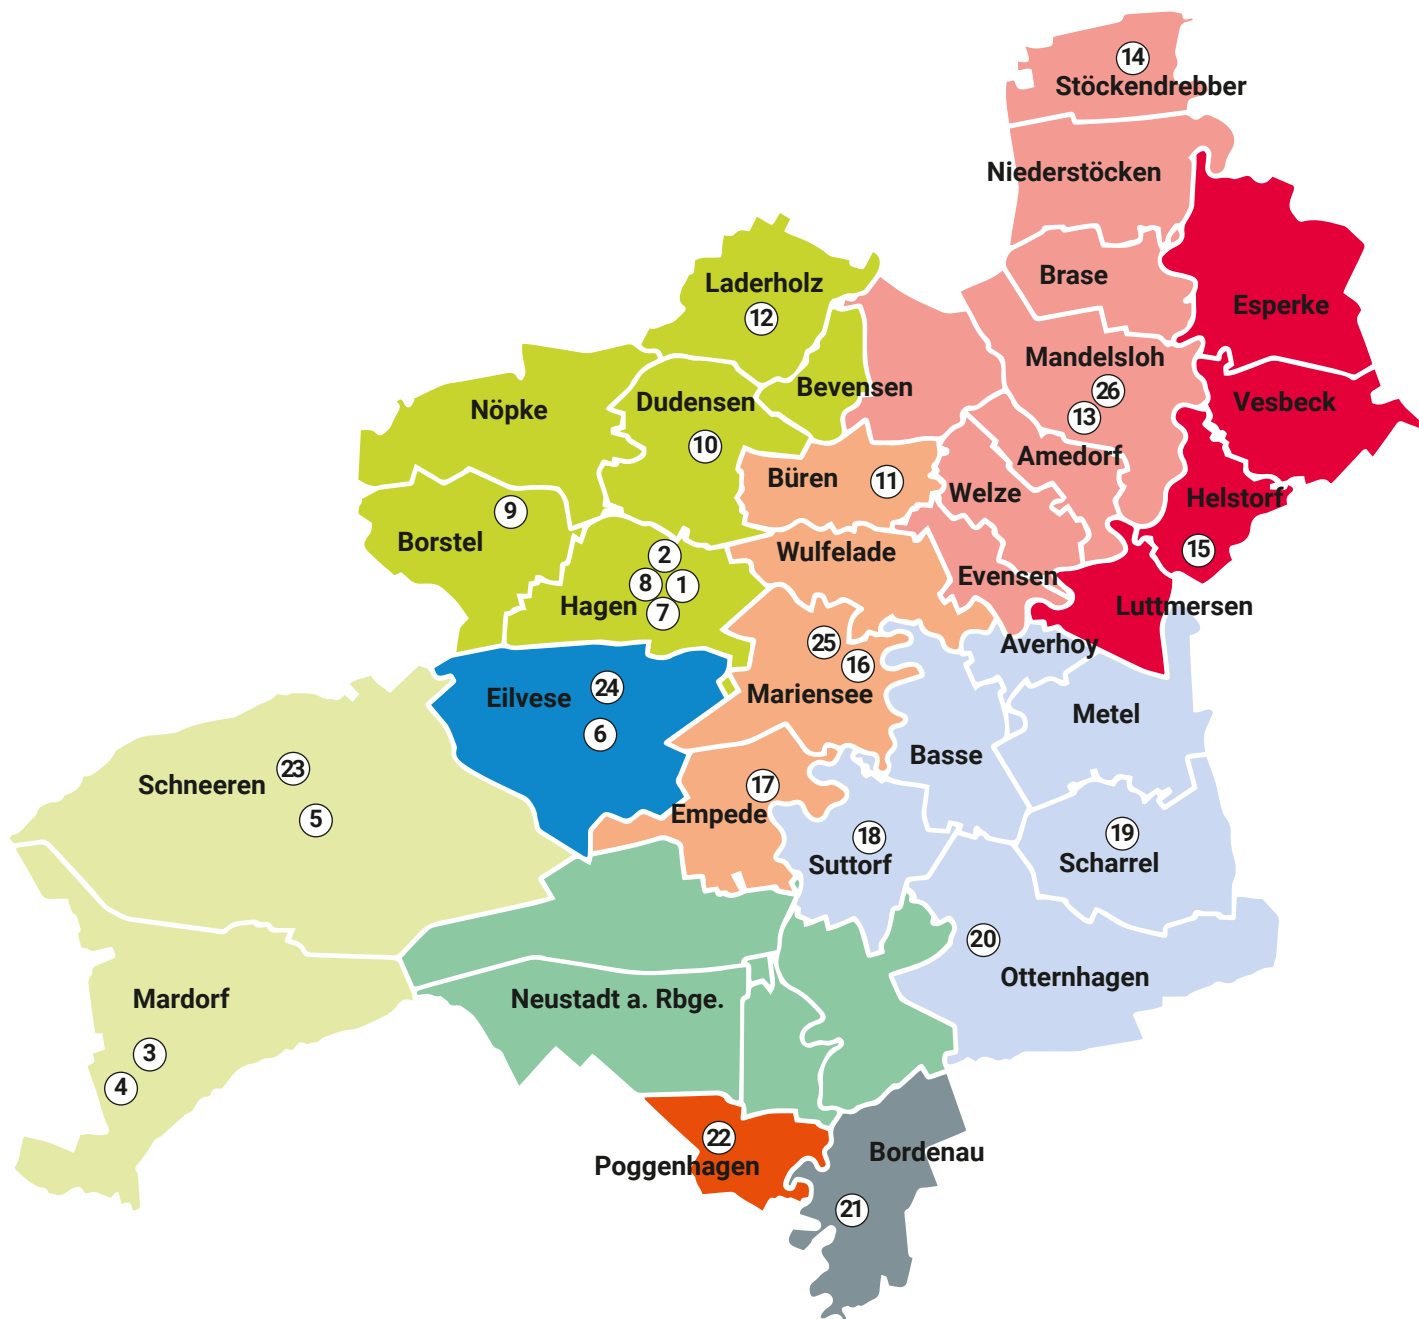 14
Stöckendrebber
Niederstöcken
Brase
Laderholz
12
Esperke
Mandelsloh
26
13
Bevensen
Nöpke
Dudensen
10
Vesbeck
Amedorf
Büren
11
Welze
Helstorf
15
9
Borstel
2
8
1
7
Hagen
Wulfelade
Evensen
Luttmersen
Averhoy
25
16
Mariensee
Eilvese
24
6
Metel
Basse
Schneeren
23
5
17
Empede
18
Suttorf
19
Scharrel
20
Otternhagen
Mardorf
3
4
Neustadt a. Rbge.
22
Poggenhagen
Bordenau
21